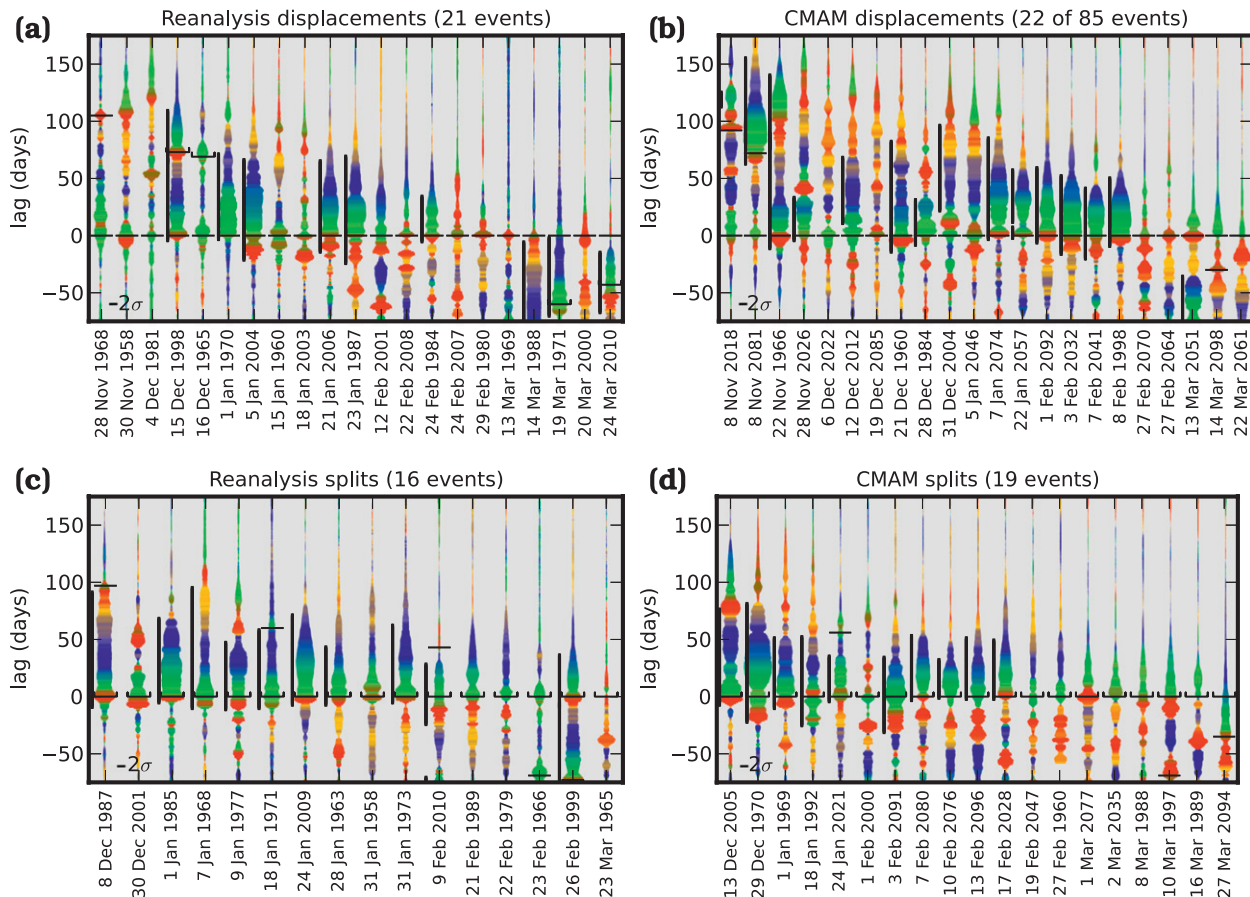 (a) Reanalysis displacements (21 events)
lag (days)
150
100
50
0
−50
−2σ
28 Nov 1968
30 Nov 1958
4 Dec 1981
15 Dec 1998
16 Dec 1965
1 Jan 1970
5 Jan 2004
15 Jan 1960
18 Jan 2003
21 Jan 2006
23 Jan 1987
12 Feb 2001
22 Feb 2008
24 Feb 1984
24 Feb 2007
29 Feb 1980
13 Mar 1969
14 Mar 1988
19 Mar 1971
20 Mar 2000
24 Mar 2010
(b) CMAM displacements (22 of 85 events)
lag (days)
150
100
50
0
−50
−2σ
8 Nov 2018
8 Nov 2081
22 Nov 1966
28 Nov 2026
6 Dec 2022
12 Dec 2012
19 Dec 2085
21 Dec 1960
28 Dec 1984
31 Dec 2004
5 Jan 2046
7 Jan 2074
22 Jan 2057
1 Feb 2092
3 Feb 2032
7 Feb 2041
8 Feb 1998
27 Feb 2070
27 Feb 2064
13 Mar 2051
14 Mar 2098
22 Mar 2061
(c) Reanalysis splits (16 events)
lag (days)
150
100
50
0
−50
−2σ
8 Dec 1987
30 Dec 2001
1 Jan 1985
7 Jan 1968
9 Jan 1977
18 Jan 1971
24 Jan 2009
28 Jan 1963
31 Jan 1958
31 Jan 1973
9 Feb 2010
21 Feb 1989
22 Feb 1979
23 Feb 1966
26 Feb 1999
23 Mar 1965
(d) CMAM splits (19 events)
lag (days)
150
100
50
0
−50
−2σ
13 Dec 2005
29 Dec 1970
1 Jan 1969
18 Jan 1992
24 Jan 2021
1 Feb 2000
3 Feb 2091
7 Feb 2080
10 Feb 2076
13 Feb 2096
17 Feb 2028
19 Feb 2047
27 Feb 1960
1 Mar 2077
2 Mar 2035
8 Mar 1988
10 Mar 1997
16 Mar 1989
27 Mar 2094